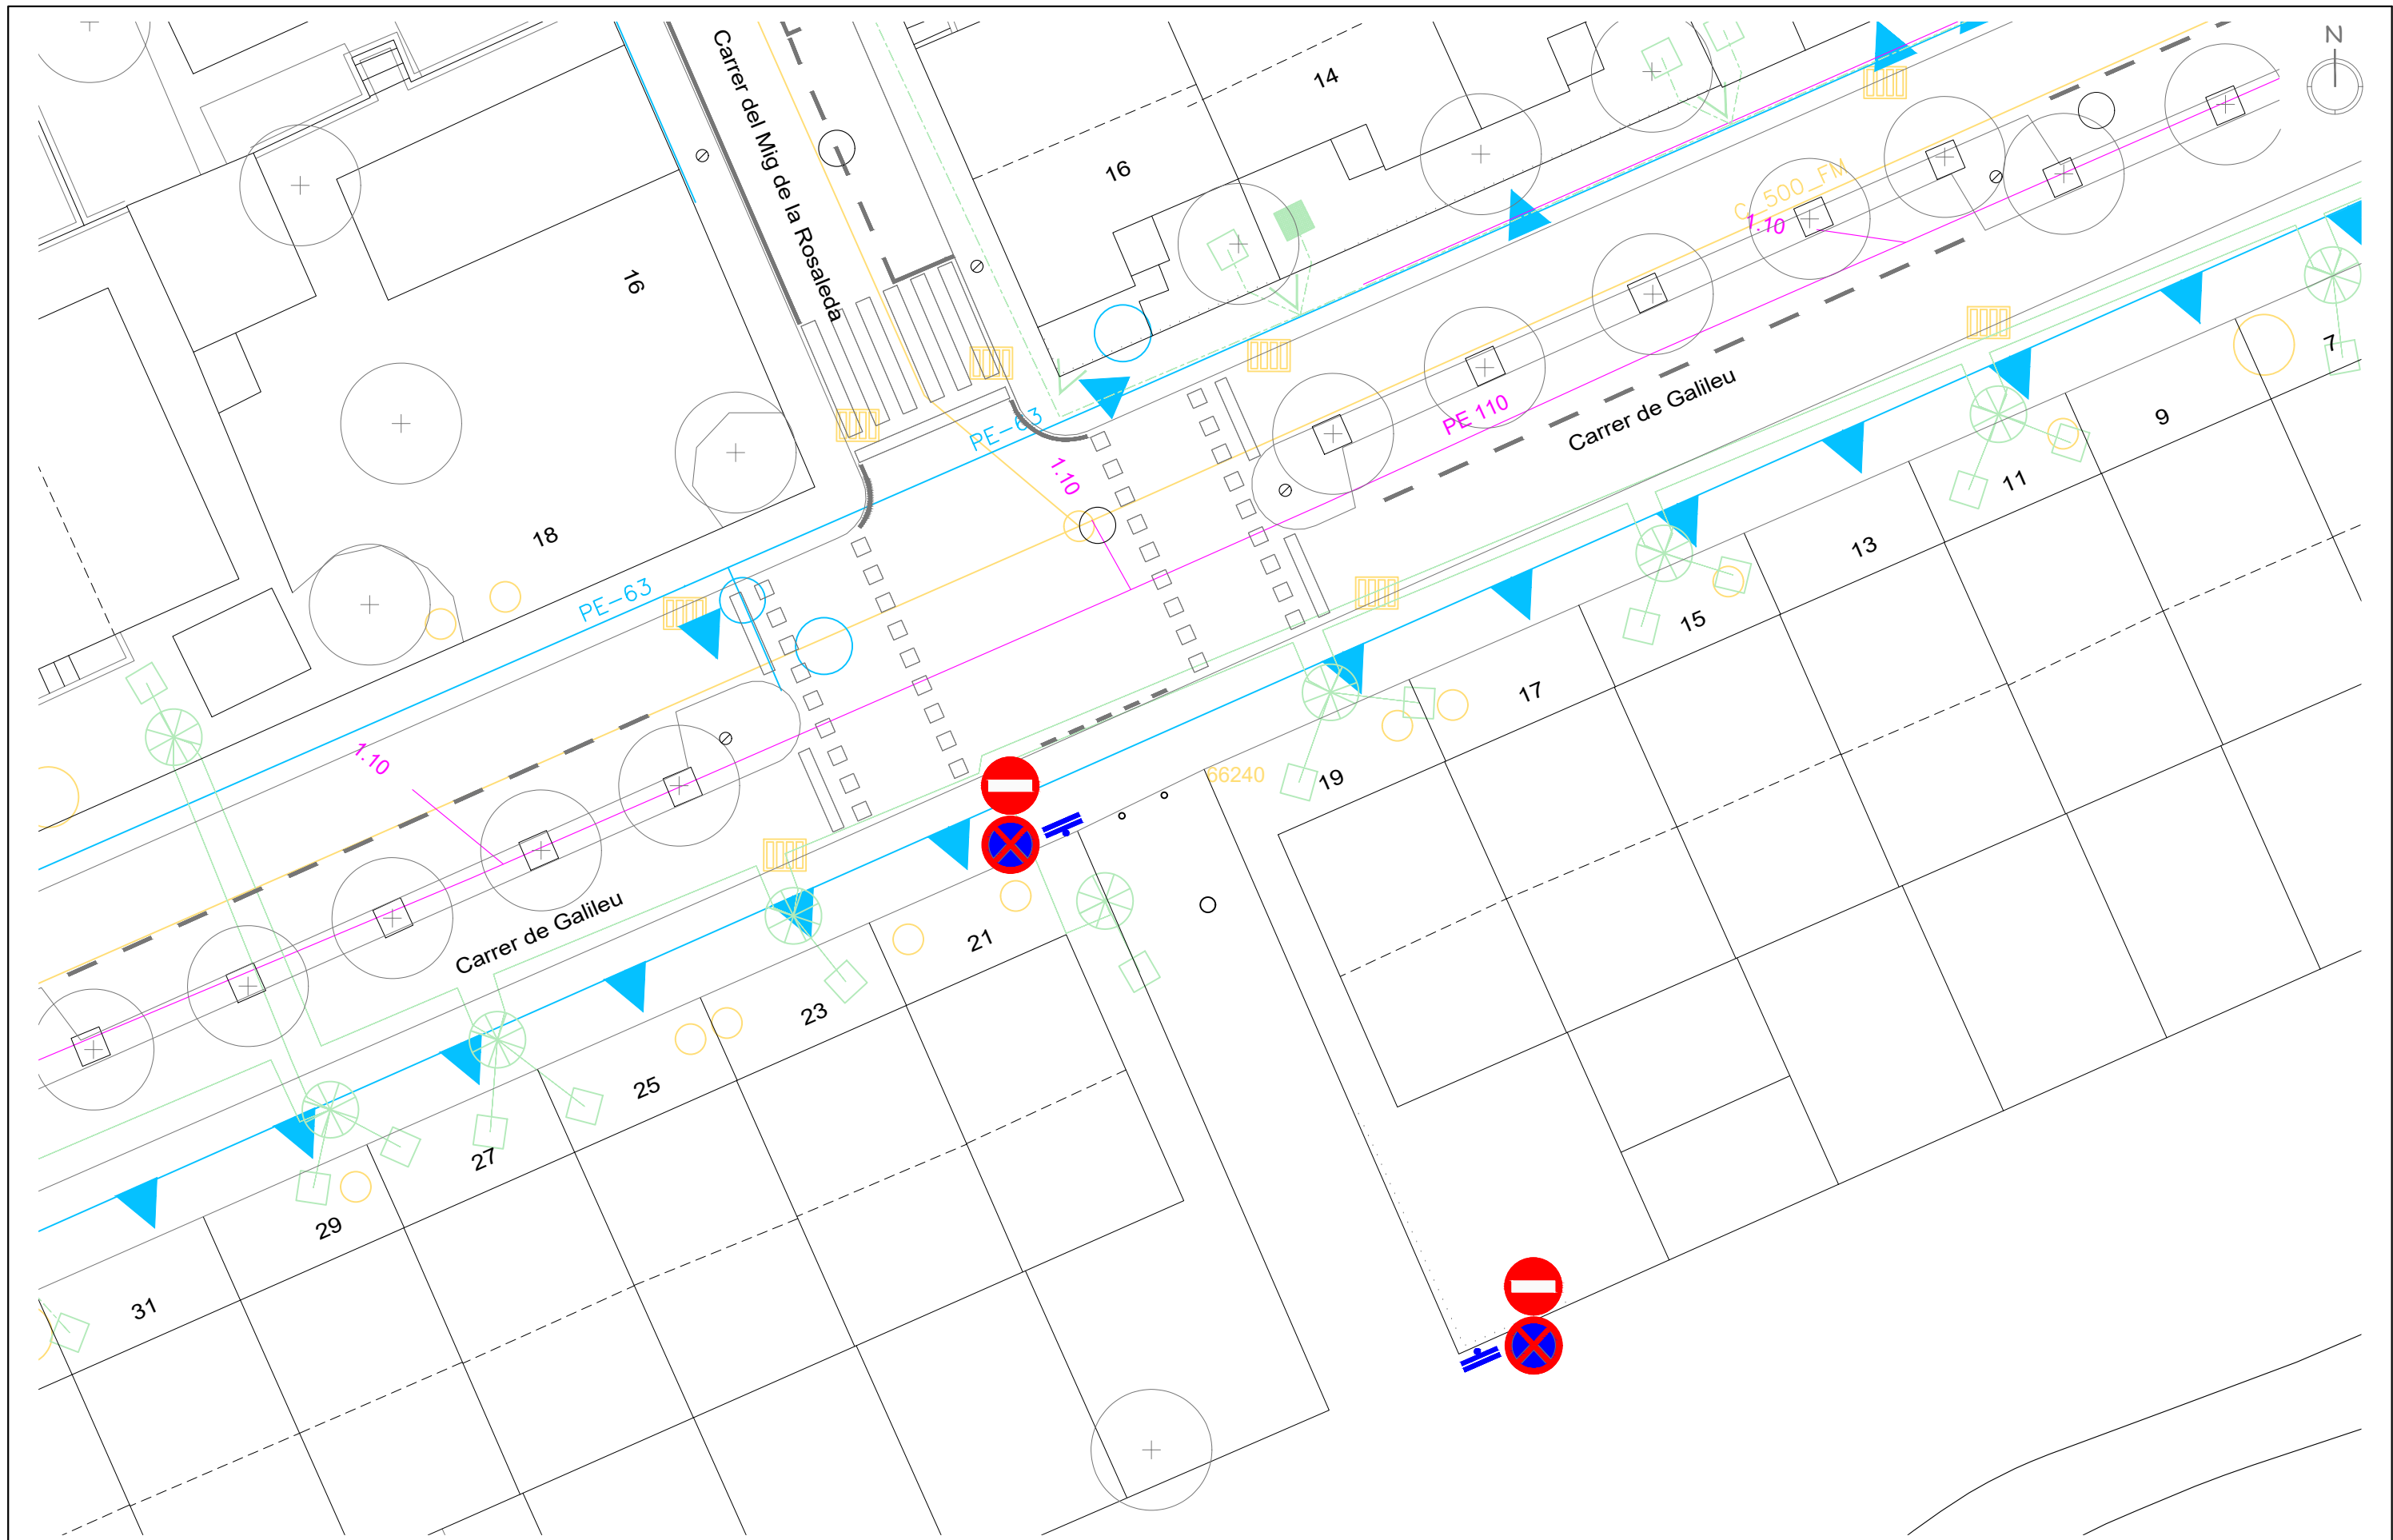 N
Carrer del Mig de la Rosaleda
14
16
16
C_500_FM
1.10
7
PE 110
Carrer de Galileu
9
PE-63
1.10
11
18
13
PE-63
15
17
1.10
66240
19
Carrer de Galileu
21
23
25
27
29
31